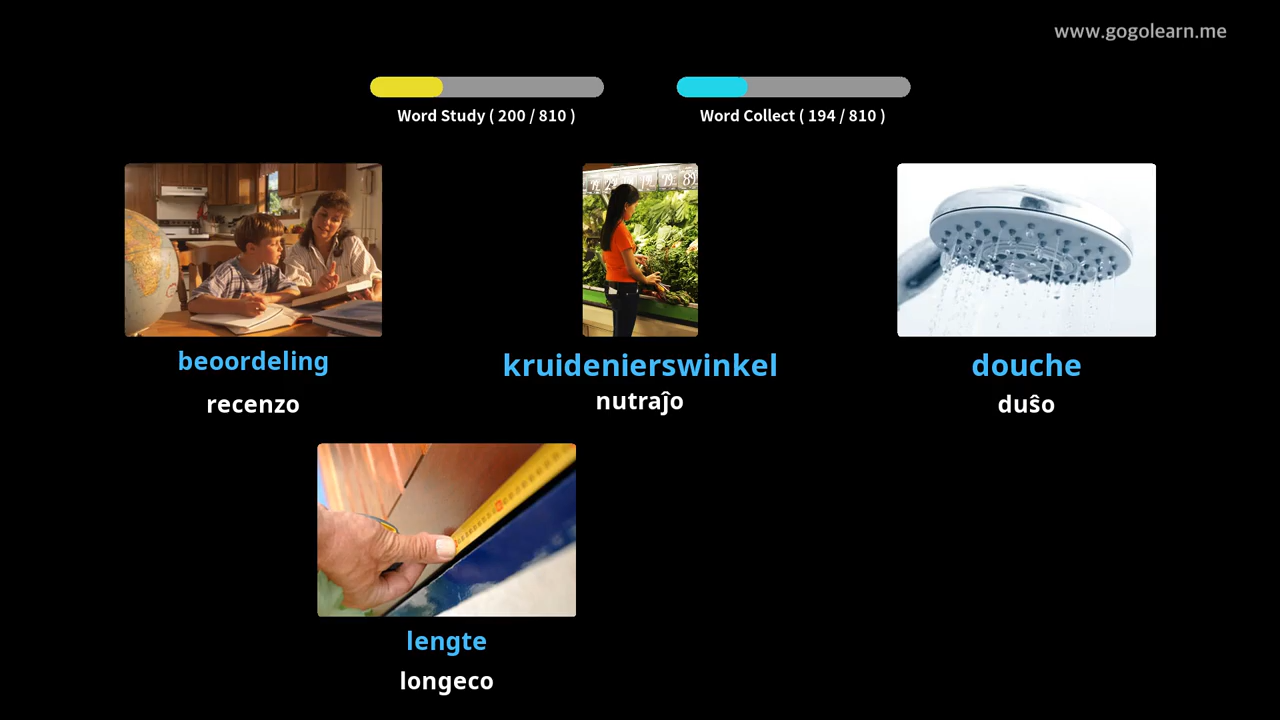 www.gogolearn.me
Word Study ( 200 / 810 )
Word Collect ( 194 / 810 )
beoordeling
recenzo
kruidenierswinkel
nutraĵo
douche
duŝo
lengte
longeco